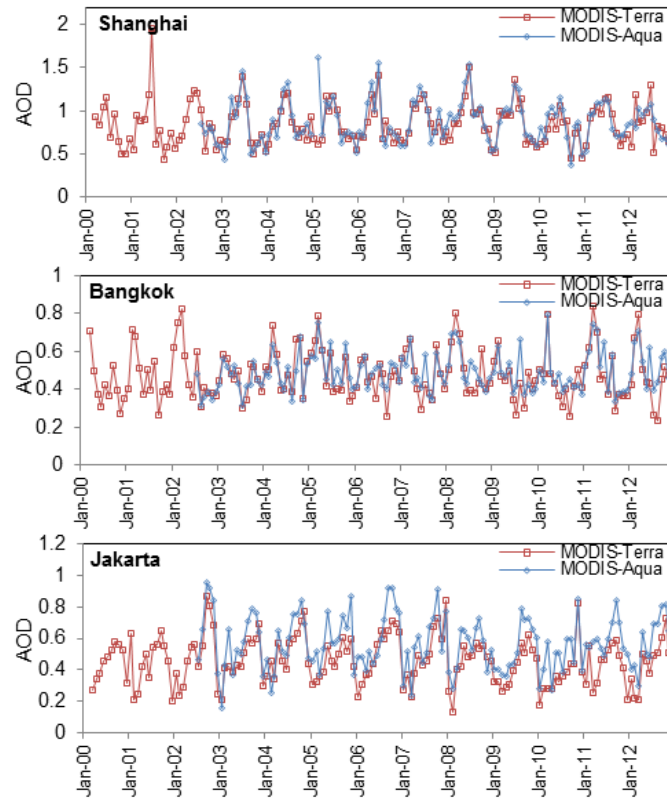 Shanghai
MODIS-Terra
MODIS-Aqua
AOD
2
1.5
1
0.5
0
Jan-00
Jan-01
Jan-02
Jan-03
Jan-04
Jan-05
Jan-06
Jan-07
Jan-08
Jan-09
Jan-10
Jan-11
Jan-12
Bangkok
MODIS-Terra
MODIS-Aqua
AOD
1
0.8
0.6
0.4
0.2
0
Jan-00
Jan-01
Jan-02
Jan-03
Jan-04
Jan-05
Jan-06
Jan-07
Jan-08
Jan-09
Jan-10
Jan-11
Jan-12
Jakarta
MODIS-Terra
MODIS-Aqua
AOD
1.2
1
0.8
0.6
0.4
0.2
0
Jan-00
Jan-01
Jan-02
Jan-03
Jan-04
Jan-05
Jan-06
Jan-07
Jan-08
Jan-09
Jan-10
Jan-11
Jan-12